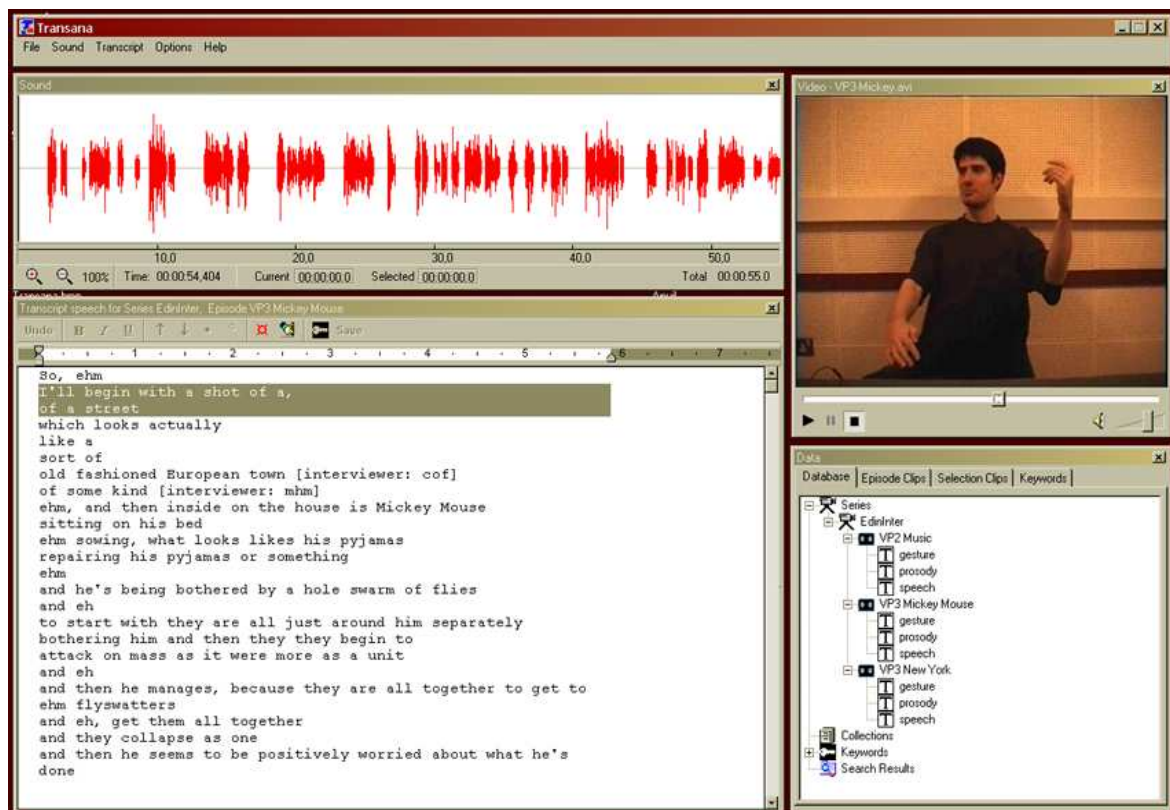 Transana
File Sound Transcript Options Help
Sound
10,0 20,0 30,0 40,0 50,0
100% Time: 00:00:54,404 Current 00:00:00.0 Selected 00:00:00.0 Total 00:00:55.0
Transcript speech for Series EdinInter, Episode VP3 Mickey Mouse
Undo B I U Save
1 2 3 4 5 6 7
So, ehm
I'll begin with a shot of a,
of a street
which looks actually
like a
sort of
old fashioned European town [interviewer: cof]
of some kind [interviewer: mhm]
ehm, and then inside on the house is Mickey Mouse
sitting on his bed
ehm sowing, what looks likes his pyjamas
repairing his pyjamas or something
ehm
and he's being bothered by a hole swarm of flies
and eh
to start with they are all just around him separately
bothering him and then they they begin to
attack on mass as it were more as a unit
and eh
and then he manages, because they are all together to get to
ehm flyswatters
and eh, get them all together
and they collapse as one
and then he seems to be positively worried about what he's
done
Video - VP3-Mickey.avi
Data
Database Episode Clips Selection Clips Keywords
Series
EdinInter
VP2 Music
gesture
prosody
speech
VP3 Mickey Mouse
gesture
prosody
speech
VP3 New York
gesture
prosody
speech
Collections
Keywords
Search Results